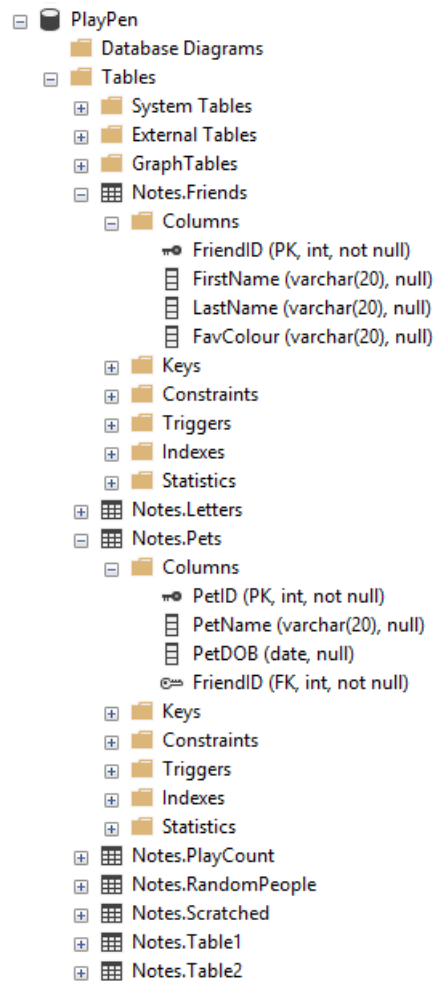 PlayPen
Database Diagrams
Tables
System Tables
External Tables
GraphTables
Notes.Friends
Columns
FriendID (PK, int, not null)
FirstName (varchar(20), null)
LastName (varchar(20), null)
FavColour (varchar(20), null)
Keys
Constraints
Triggers
Indexes
Statistics
Notes.Letters
Notes.Pets
Columns
PetID (PK, int, not null)
PetName (varchar(20), null)
PetDOB (date, null)
FriendID (FK, int, not null)
Keys
Constraints
Triggers
Indexes
Statistics
Notes.PlayCount
Notes.RandomPeople
Notes.Scratched
Notes.Table1
Notes.Table2